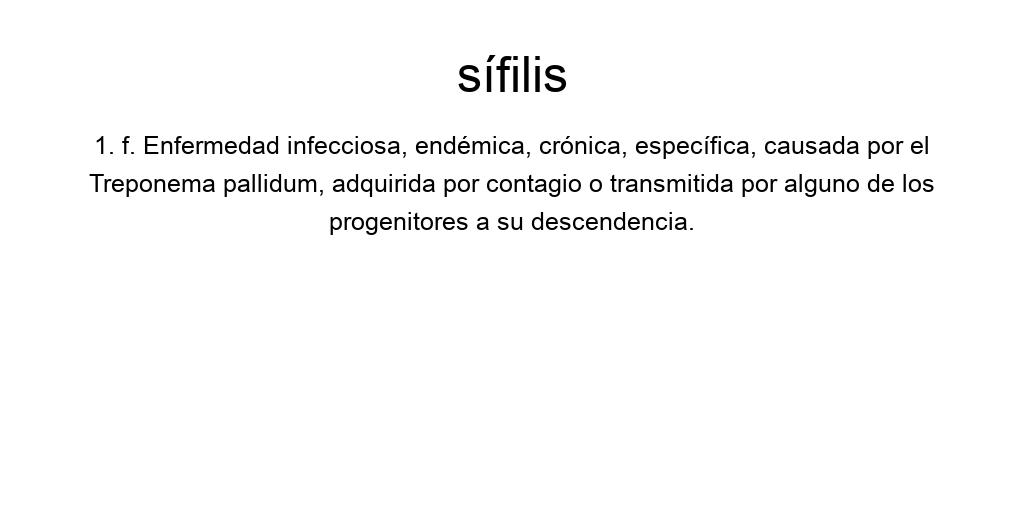 sífilis
1. f. Enfermedad infecciosa, endémica, crónica, específica, causada por el
Treponema pallidum, adquirida por contagio o transmitida por alguno de los
progenitores a su descendencia.